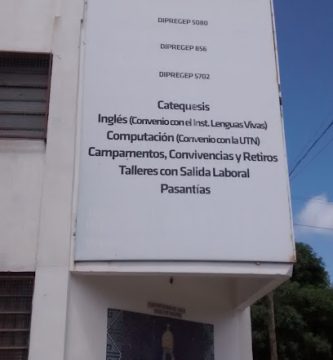 DIPREGEP 5080
DIPREGEP 656
DIPREGEP 5702
Catequesis
Inglés (Convenio con el Inst. Lenguas Vivas)
Computación (Convenio con la UTN)
Campamentos, Convivencias y Retiros
Talleres con Salida Laboral
Pasantías